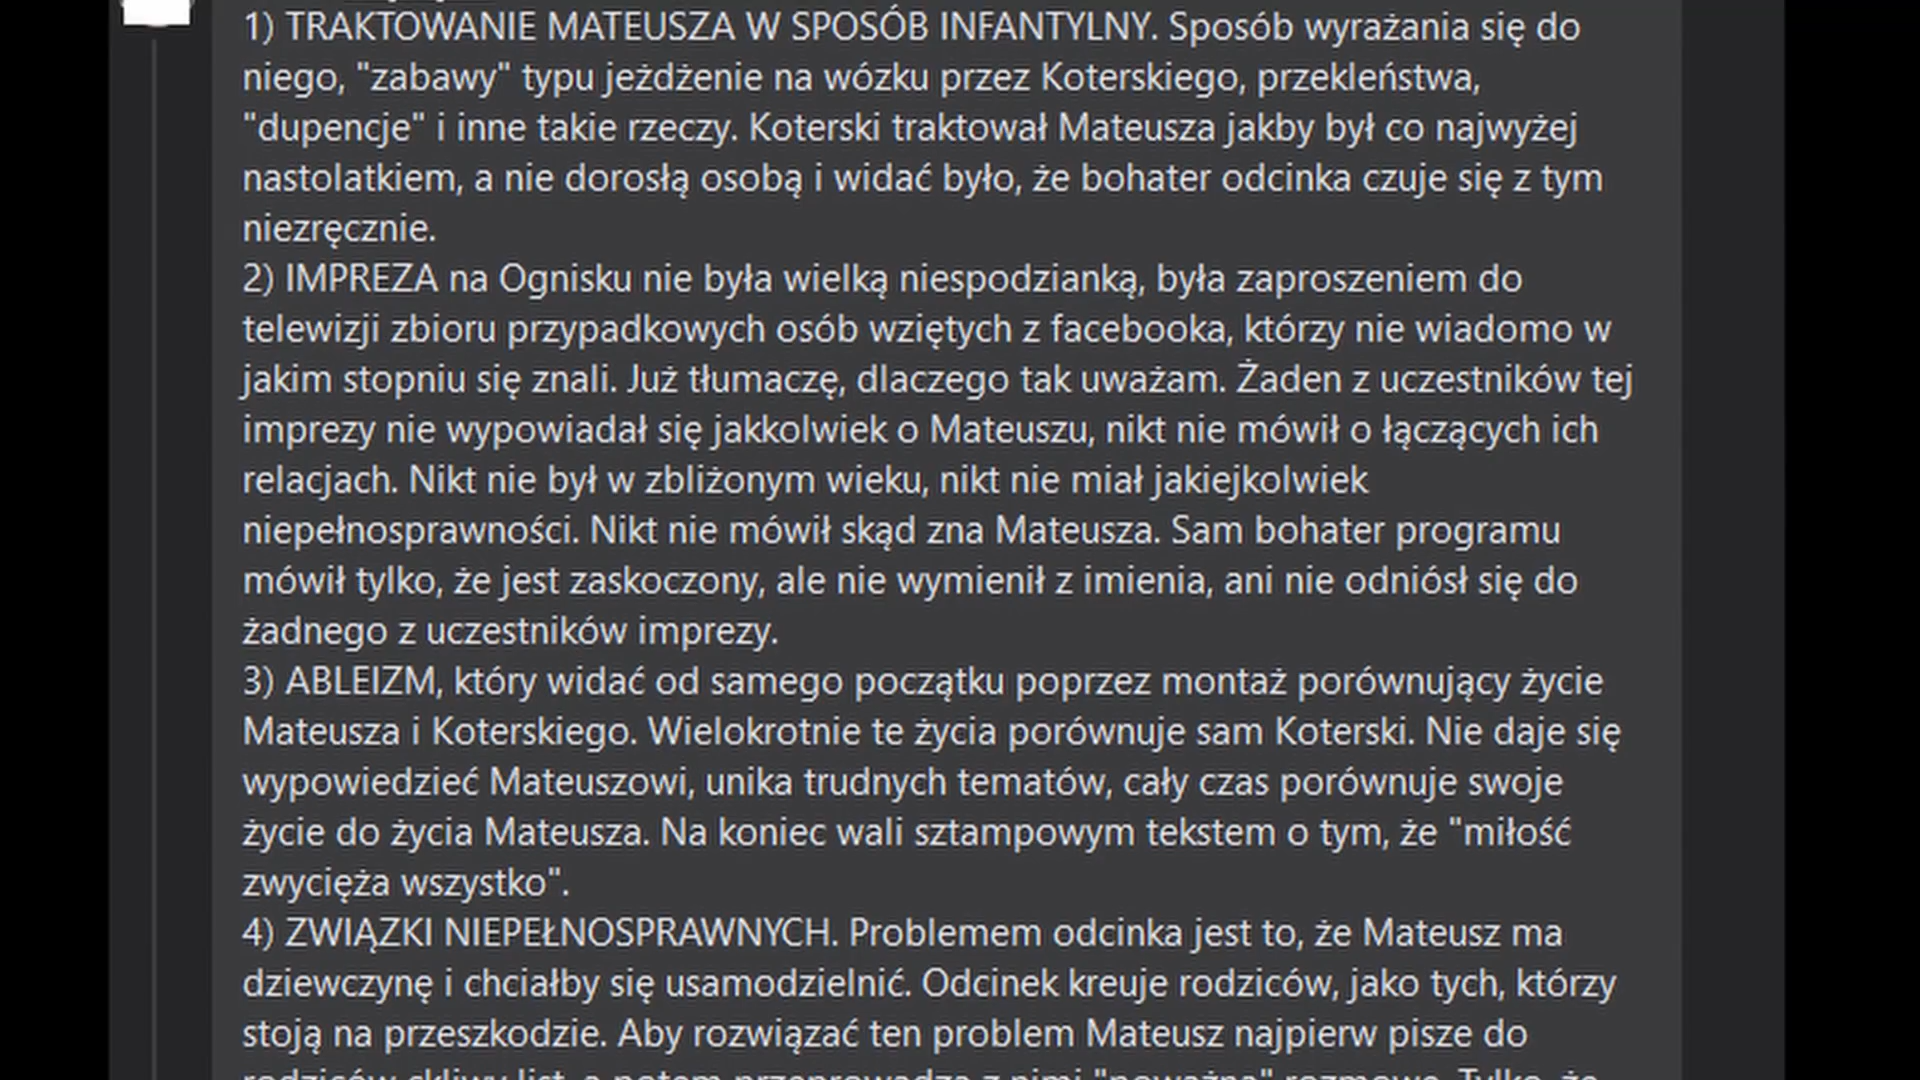 1) TRAKTOWANIE MATEUSZA W SPOSÓB INFANTYLNY. Sposób wyrażania się do
niego, "zabawy" typu jeżdżenie na wózku przez Koterskiego, przekleństwa,
"dupencje" i inne takie rzeczy. Koterski traktował Mateusza jakby był co najwyżej
nastolatkiem, a nie dorosłą osobą i widać było, że bohater odcinka czuje się z tym
niezręcznie.
2) IMPREZA na Ognisku nie była wielką niespodzianką, była zaproszeniem do
telewizji zbioru przypadkowych osób wziętych z facebooka, którzy nie wiadomo w
jakim stopniu się znali. Już tłumaczę, dlaczego tak uważam. Żaden z uczestników tej
imprezy nie wypowiadał się jakkolwiek o Mateuszu, nikt nie mówił o łączących ich
relacjach. Nikt nie był w zbliżonym wieku, nikt nie miał jakiejkolwiek
niepełnosprawności. Nikt nie mówił skąd zna Mateusza. Sam bohater programu
mówił tylko, że jest zaskoczony, ale nie wymienił z imienia, ani nie odniósł się do
żadnego z uczestników imprezy.
3) ABLEIZM, który widać od samego początku poprzez montaż porównujący życie
Mateusza i Koterskiego. Wielokrotnie te życia porównuje sam Koterski. Nie daje się
wypowiedzieć Mateuszowi, unika trudnych tematów, cały czas porównuje swoje
życie do życia Mateusza. Na koniec wali sztampowym tekstem o tym, że "miłość
zwycięża wszystko".
4) ZWIĄZKI NIEPEŁNOSPRAWNYCH. Problemem odcinka jest to, że Mateusz ma
dziewczynę i chciałby się usamodzielnić. Odcinek kreuje rodziców, jako tych, którzy
stoją na przeszkodzie. Aby rozwiązać ten problem Mateusz najpierw pisze do
rodziców ckliwy list, a potem przeprowadza z nimi "poważną" rozmowę. Tylko, że